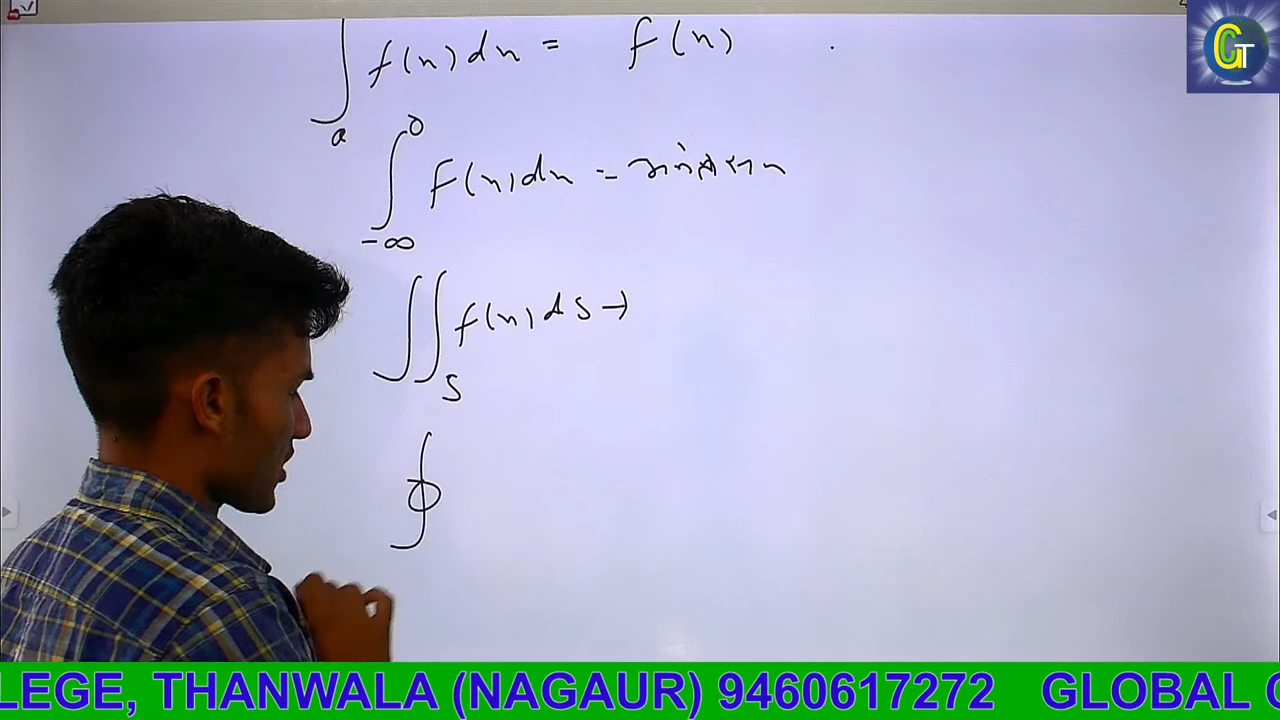 ∫ₐ f(x) dx = f(x)
∫₋∞⁰ f(x) dx =
∬ₛ f(x) ds →
∮
GT
LEGE, THANWALA (NAGAUR) 9460617272 GLOBAL C